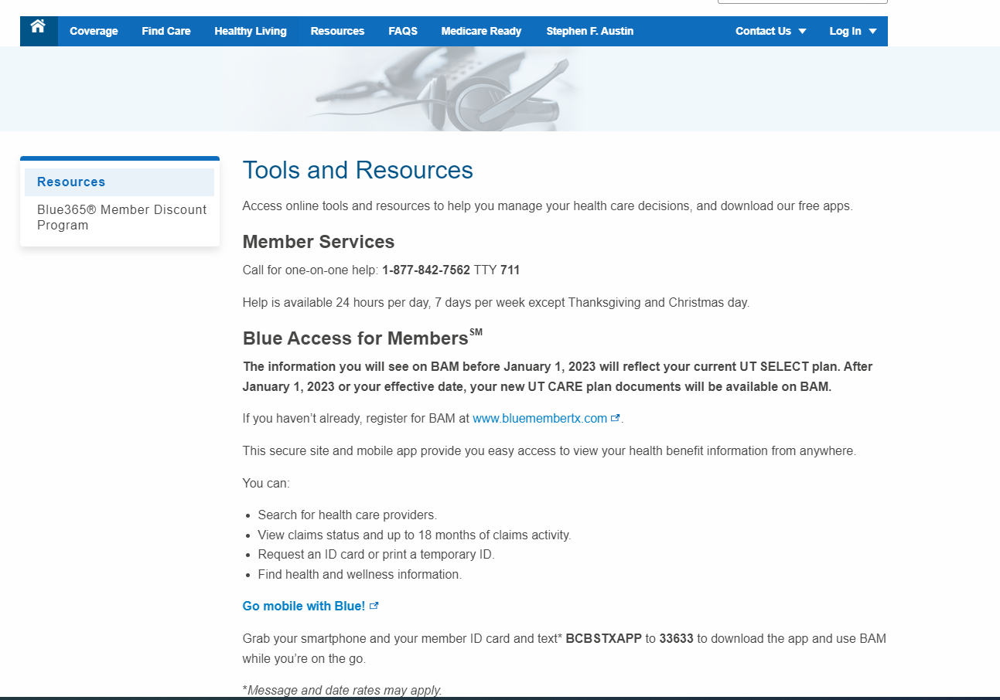 Coverage Find Care Healthy Living Resources FAQS Medicare Ready Stephen F. Austin Contact Us Log In
Resources
Blue365® Member Discount
Program
Tools and Resources
Access online tools and resources to help you manage your health care decisions, and download our free apps.
Member Services
Call for one-on-one help: 1-877-842-7562 TTY 711
Help is available 24 hours per day, 7 days per week except Thanksgiving and Christmas day.
Blue Access for Members℠
The information you will see on BAM before January 1, 2023 will reflect your current UT SELECT plan. After
January 1, 2023 or your effective date, your new UT CARE plan documents will be available on BAM.
If you haven’t already, register for BAM at www.bluemembertx.com.
This secure site and mobile app provide you easy access to view your health benefit information from anywhere.
You can:
• Search for health care providers.
• View claims status and up to 18 months of claims activity.
• Request an ID card or print a temporary ID.
• Find health and wellness information.
Go mobile with Blue!
Grab your smartphone and your member ID card and text* BCBSTXAPP to 33633 to download the app and use BAM
while you’re on the go.
*Message and date rates may apply.